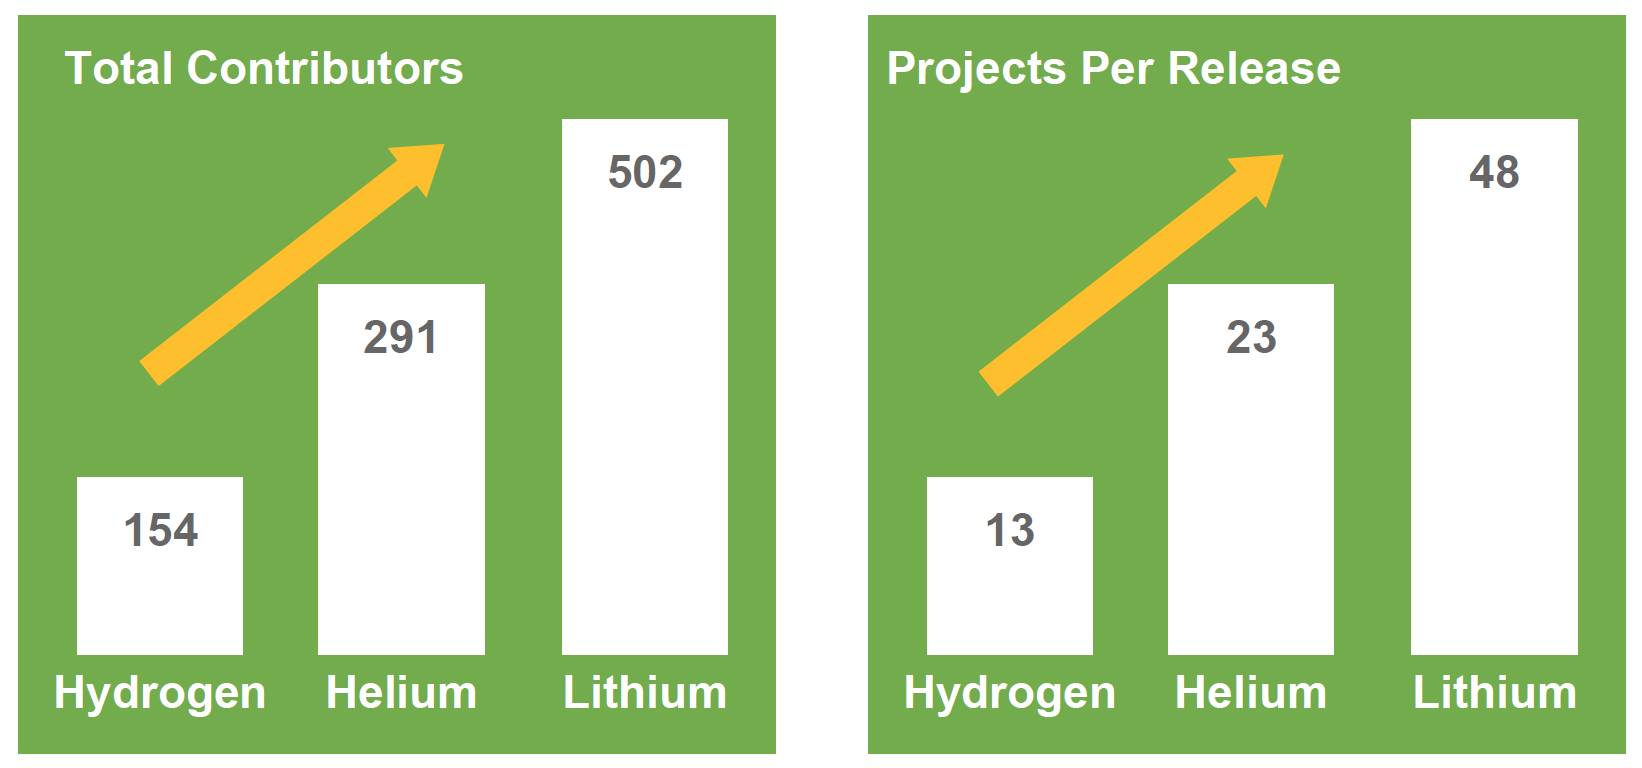 Total Contributors
502
291
154
Hydrogen Helium Lithium
Projects Per Release
48
23
13
Hydrogen Helium Lithium